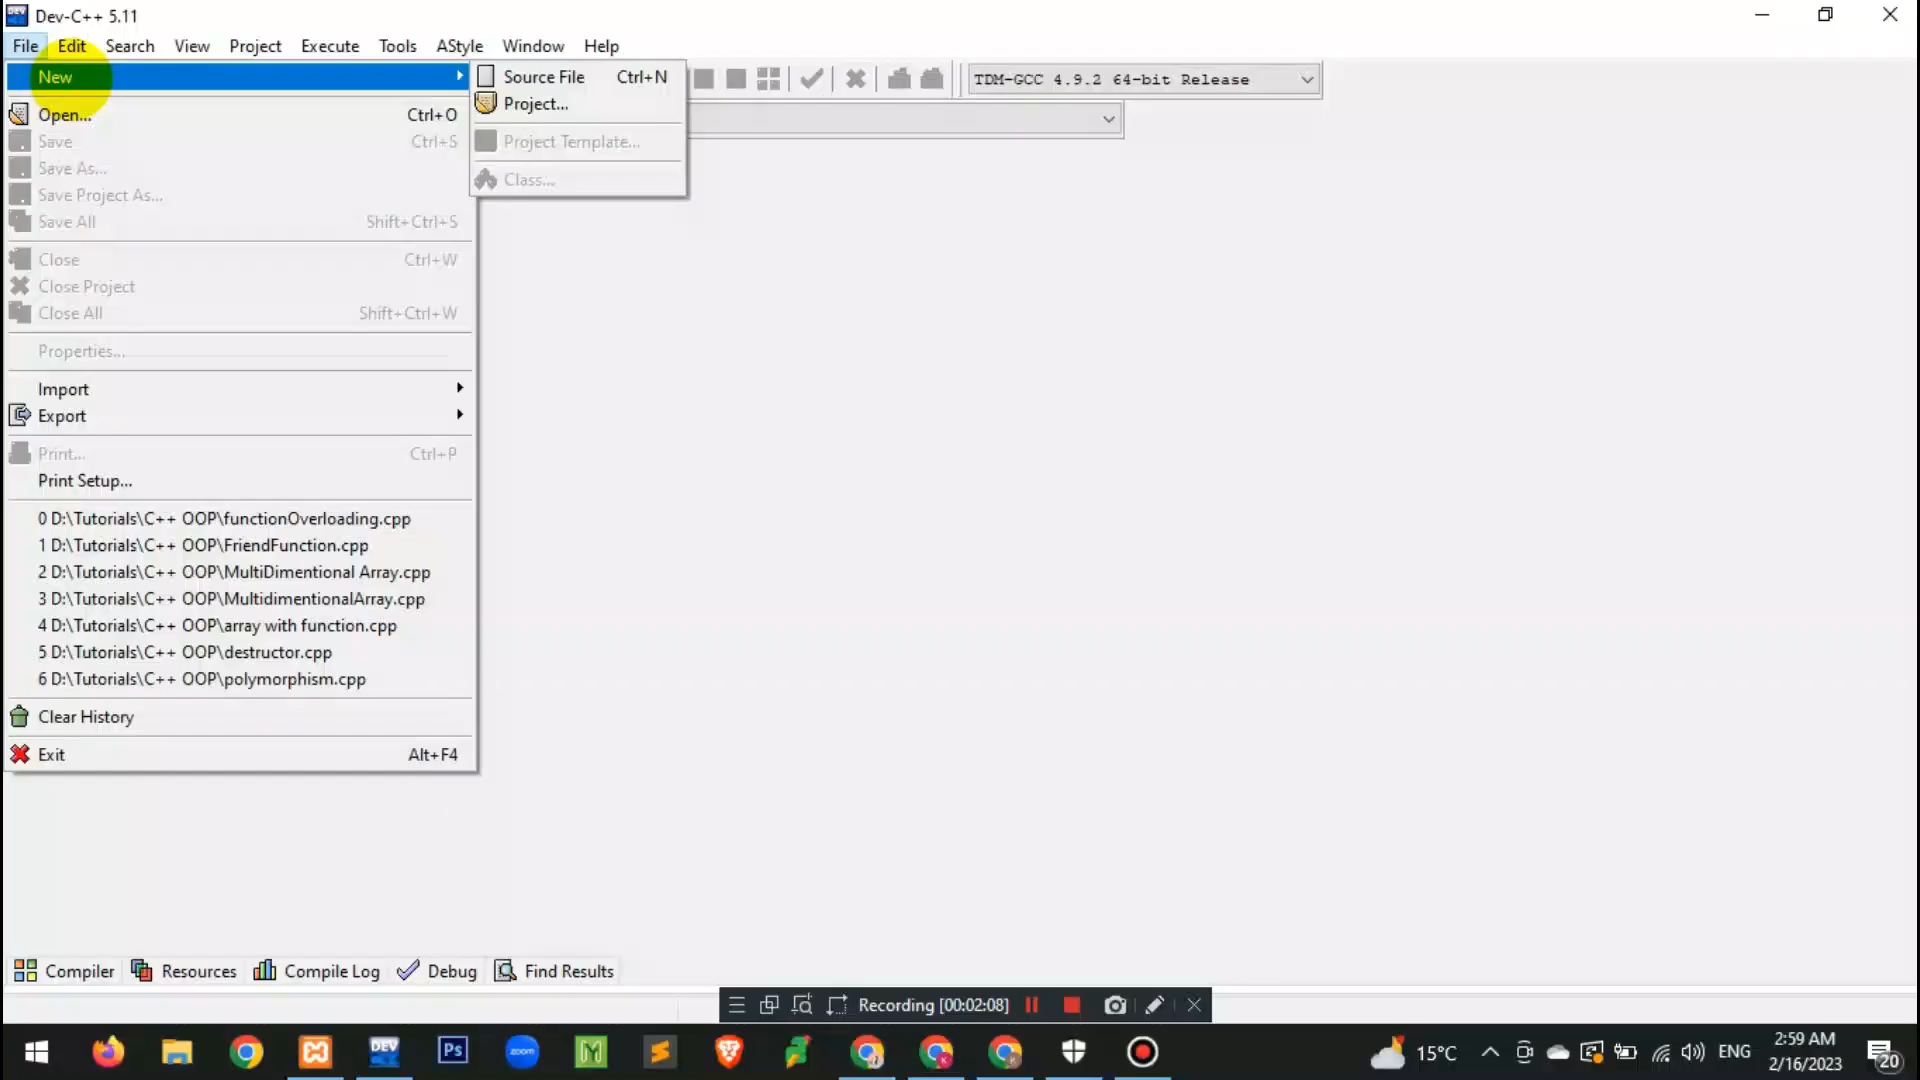 Dev-C++ 5.11
File Edit Search View Project Execute Tools AStyle Window Help
New
Source File Ctrl+N
Project...
Project Template...
Class...
TDM-GCC 4.9.2 64-bit Release
Open... Ctrl+O
Save Ctrl+S
Save As...
Save Project As...
Save All Shift+Ctrl+S
Close Ctrl+W
Close Project
Close All Shift+Ctrl+W
Properties...
Import
Export
Print... Ctrl+P
Print Setup...
0 D:\Tutorials\C++ OOP\functionOverloading.cpp
1 D:\Tutorials\C++ OOP\FriendFunction.cpp
2 D:\Tutorials\C++ OOP\MultiDimentional Array.cpp
3 D:\Tutorials\C++ OOP\MultidimentionalArray.cpp
4 D:\Tutorials\C++ OOP\array with function.cpp
5 D:\Tutorials\C++ OOP\destructor.cpp
6 D:\Tutorials\C++ OOP\polymorphism.cpp
Clear History
Exit Alt+F4
Compiler Resources Compile Log Debug Find Results
Recording [00:02:08]
DEV
Ps
zoom
15°C
ENG
2:59 AM
2/16/2023
20